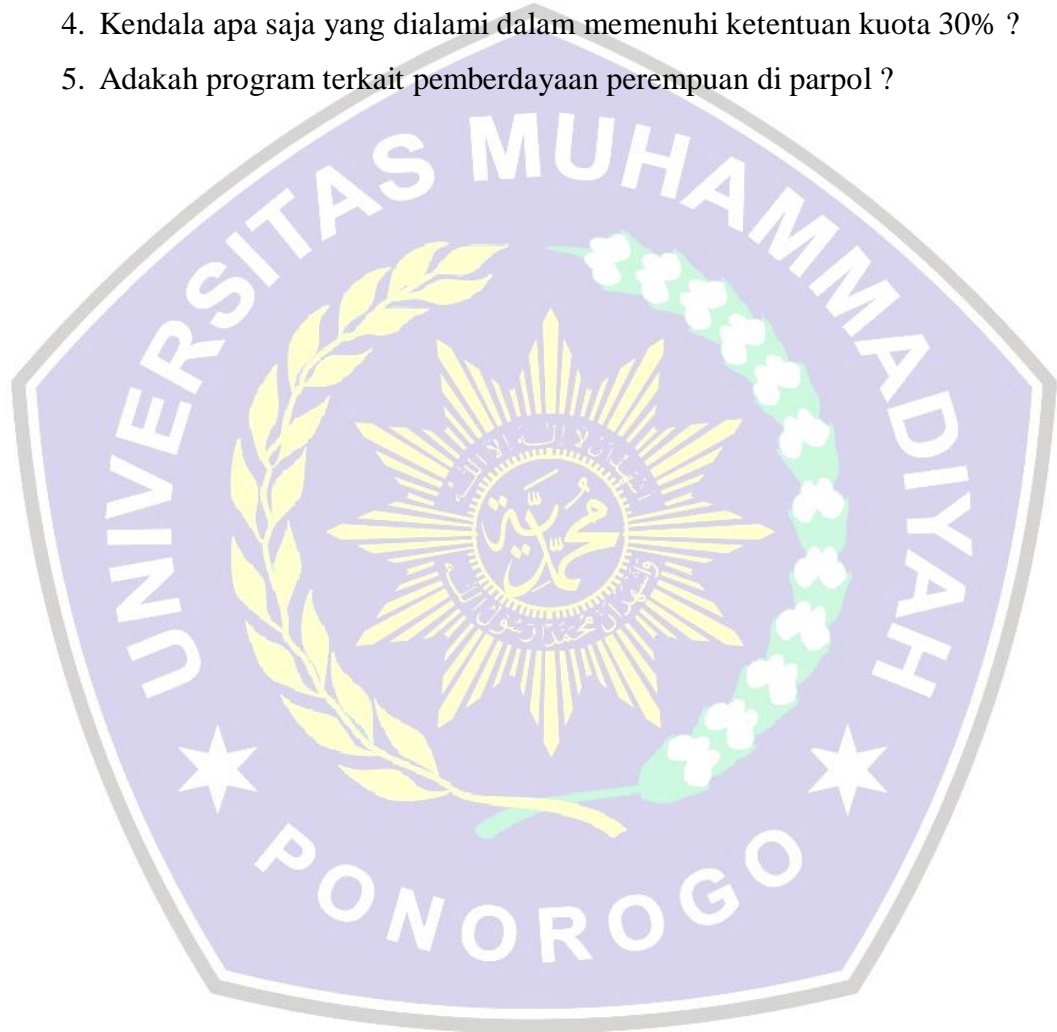 4. Kendala apa saja yang dialami dalam memenuhi ketentuan kuota 30% ?
5. Adakah program terkait pemberdayaan perempuan di parpol ?
UNIVERSITAS MUHAMMADIYAH
محمدية
PONOROGO